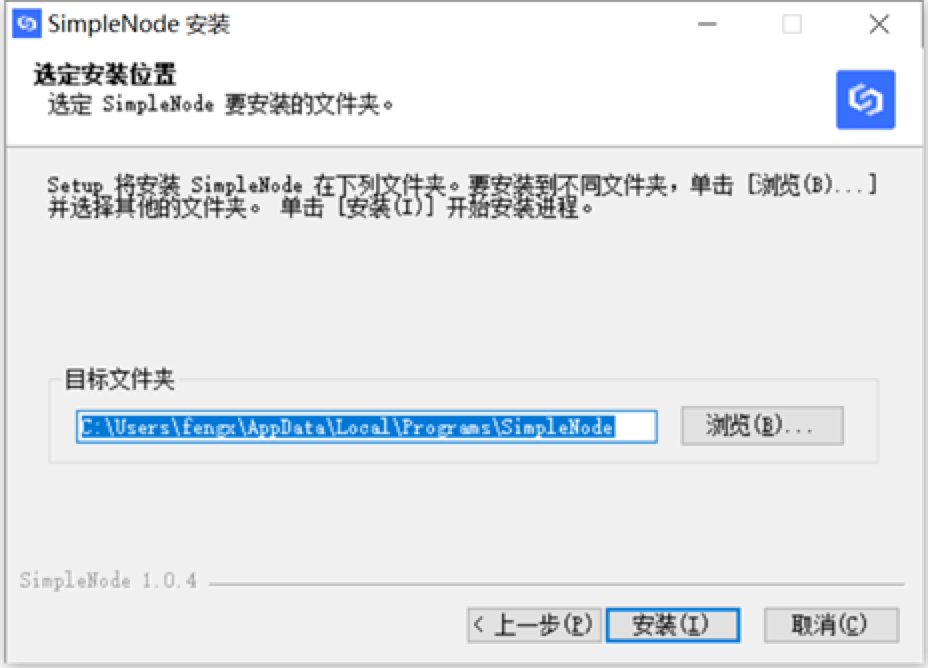 SimpleNode 安装
选定安装位置
选定 SimpleNode 要安装的文件夹。
Setup 将安装 SimpleNode 在下列文件夹。要安装到不同文件夹，单击 [浏览(B)...]
并选择其他的文件夹。 单击 [安装(I)] 开始安装进程。
目标文件夹
C:\Users\fengx\AppData\Local\Programs\SimpleNode
浏览(B)...
SimpleNode 1.0.4
< 上一步(P)
安装(I)
取消(C)